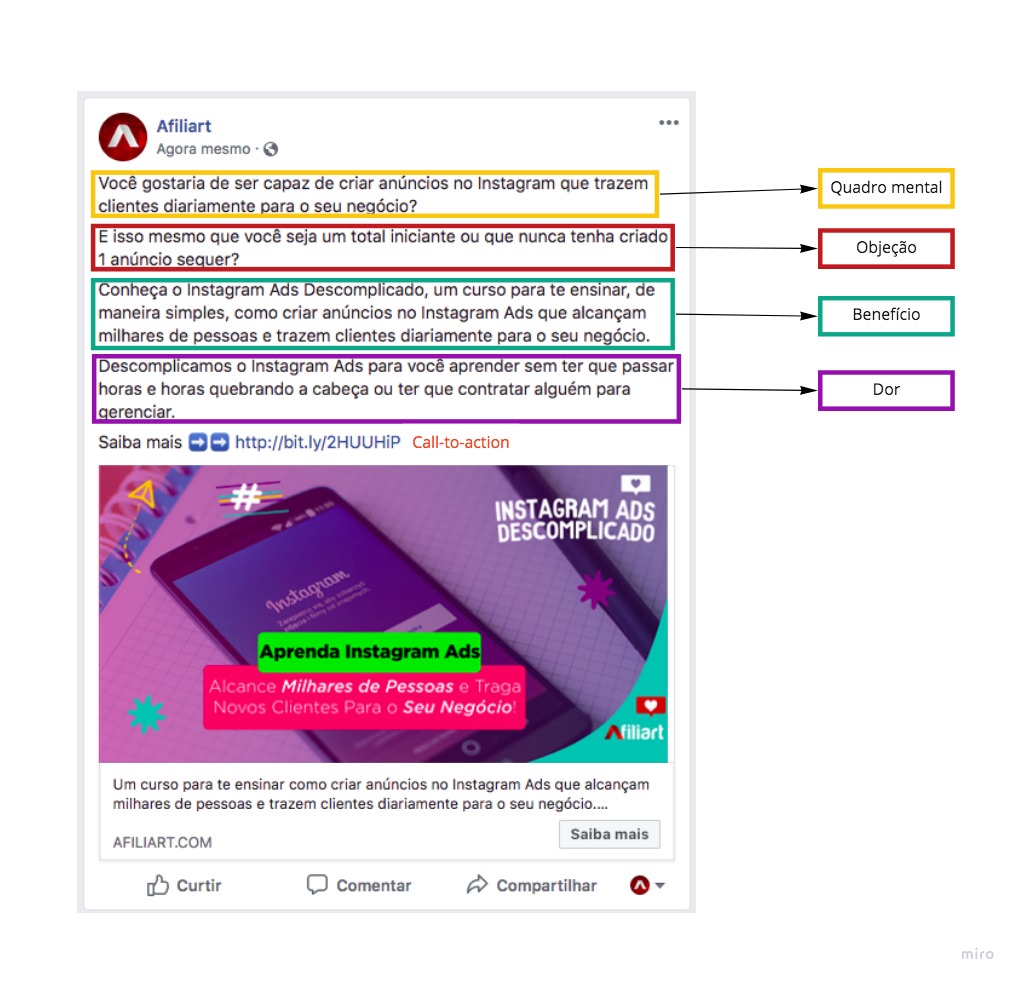 Afiliart
Agora mesmo ·
Você gostaria de ser capaz de criar anúncios no Instagram que trazem
clientes diariamente para o seu negócio?
Quadro mental
E isso mesmo que você seja um total iniciante ou que nunca tenha criado
1 anúncio sequer?
Objeção
Conheça o Instagram Ads Descomplicado, um curso para te ensinar, de
maneira simples, como criar anúncios no Instagram Ads que alcançam
milhares de pessoas e trazem clientes diariamente para o seu negócio.
Benefício
Descomplicamos o Instagram Ads para você aprender sem ter que passar
horas e horas quebrando a cabeça ou ter que contratar alguém para
gerenciar.
Dor
Saiba mais ➡➡ http://bit.ly/2HUUHiP Call-to-action
#
INSTAGRAM ADS
DESCOMPLICADO
Instagram
Aprenda Instagram Ads
Alcance Milhares de Pessoas e Traga
Novos Clientes Para o Seu Negócio!
Afiliart
Um curso para te ensinar como criar anúncios no Instagram Ads que alcançam
milhares de pessoas e trazem clientes diariamente para o seu negócio....
AFILIART.COM
Saiba mais
Curtir
Comentar
Compartilhar
miro